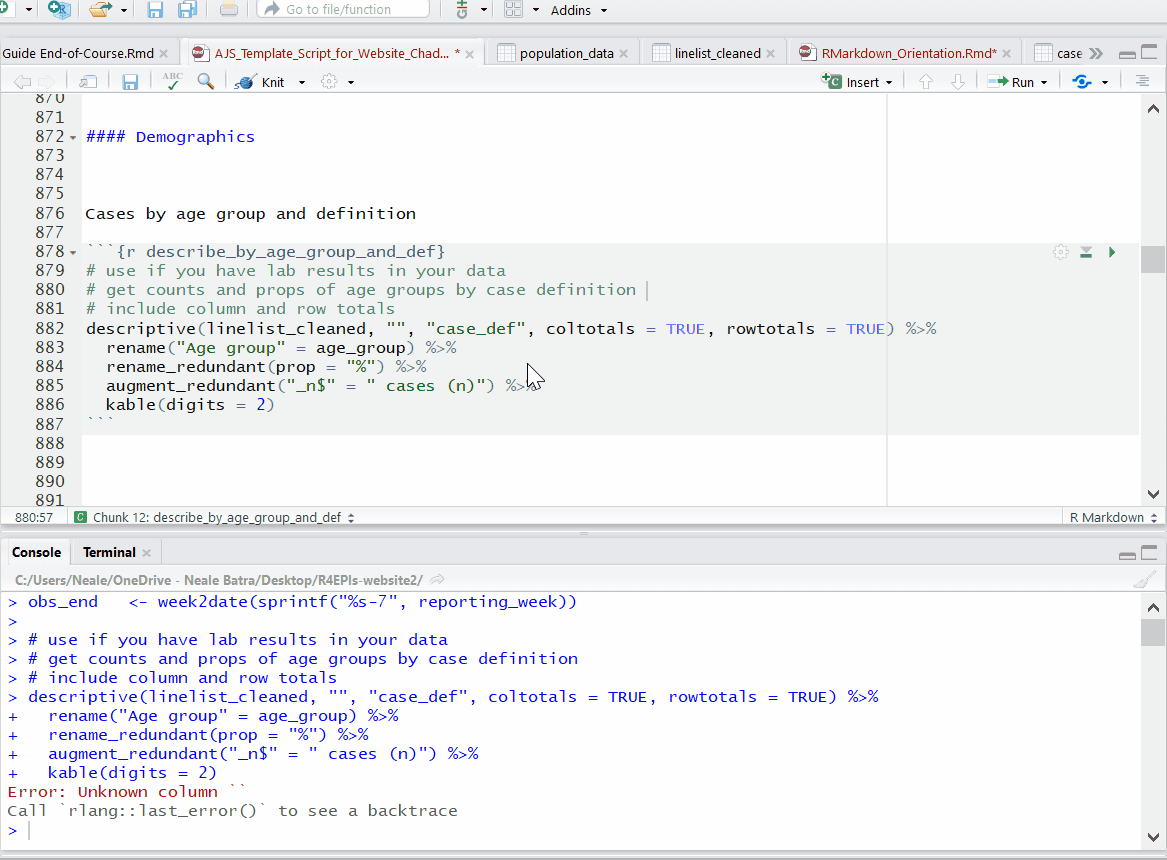 Go to file/function
Addins
Guide End-of-Course.Rmd
AJS_Template_Script_for_Website_Chad... *
population_data
linelist_cleaned
RMarkdown_Orientation.Rmd*
case
ABC
Knit
Insert
Run
870
871
872 #### Demographics
873
874
875
876 Cases by age group and definition
877
878 ```{r describe_by_age_group_and_def}
879 # use if you have lab results in your data
880 # get counts and props of age groups by case definition
881 # include column and row totals
882 descriptive(linelist_cleaned, "", "case_def", coltotals = TRUE, rowtotals = TRUE) %>%
883 rename("Age group" = age_group) %>%
884 rename_redundant(prop = "%") %>%
885 augment_redundant("_n$" = " cases (n)") %>%
886 kable(digits = 2)
887 ```
888
889
890
891
880:57 Chunk 12: describe_by_age_group_and_def R Markdown
Console Terminal
C:/Users/Neale/OneDrive - Neale Batra/Desktop/R4EPIs-website2/
> obs_end <- week2date(sprintf("%s-7", reporting_week))
>
> # use if you have lab results in your data
> # get counts and props of age groups by case definition
> # include column and row totals
> descriptive(linelist_cleaned, "", "case_def", coltotals = TRUE, rowtotals = TRUE) %>%
+ rename("Age group" = age_group) %>%
+ rename_redundant(prop = "%") %>%
+ augment_redundant("_n$" = " cases (n)") %>%
+ kable(digits = 2)
Error: Unknown column ``
Call `rlang::last_error()` to see a backtrace
>